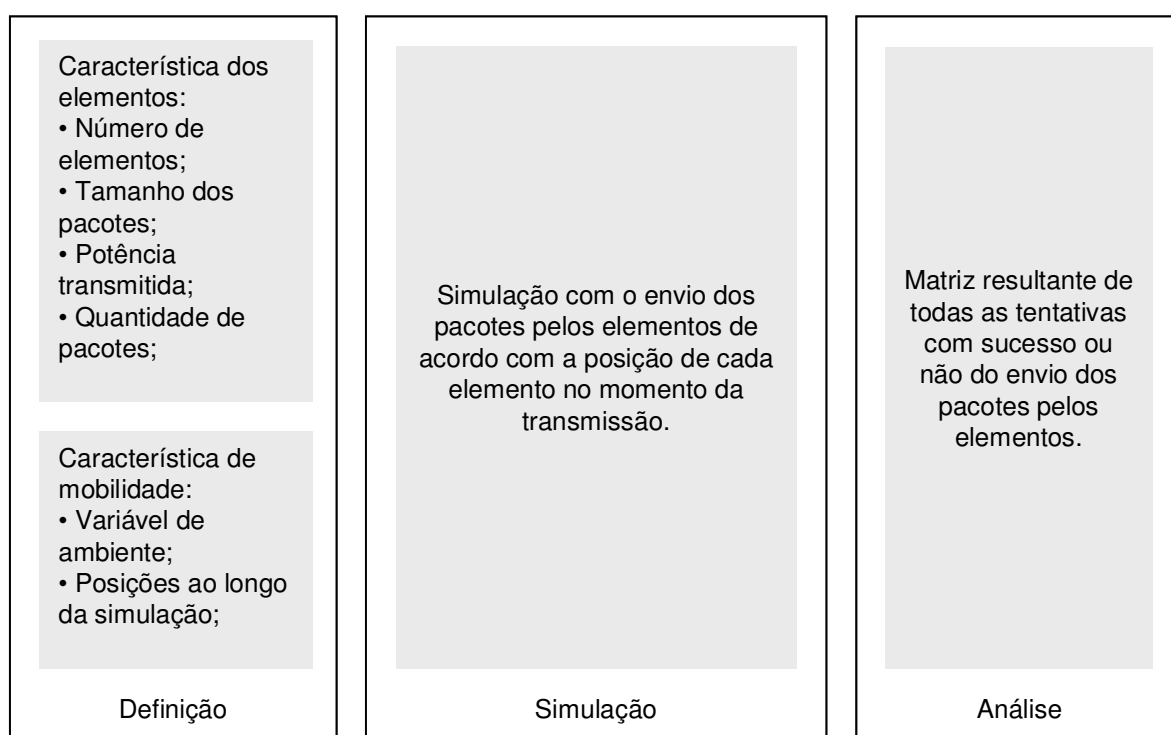 Característica dos
elementos:
• Número de
elementos;
• Tamanho dos
pacotes;
• Potência
transmitida;
• Quantidade de
pacotes;
Característica de
mobilidade:
• Variável de
ambiente;
• Posições ao longo
da simulação;
Definição
Simulação com o envio dos
pacotes pelos elementos de
acordo com a posição de cada
elemento no momento da
transmissão.
Simulação
Matriz resultante de
todas as tentativas
com sucesso ou
não do envio dos
pacotes pelos
elementos.
Análise